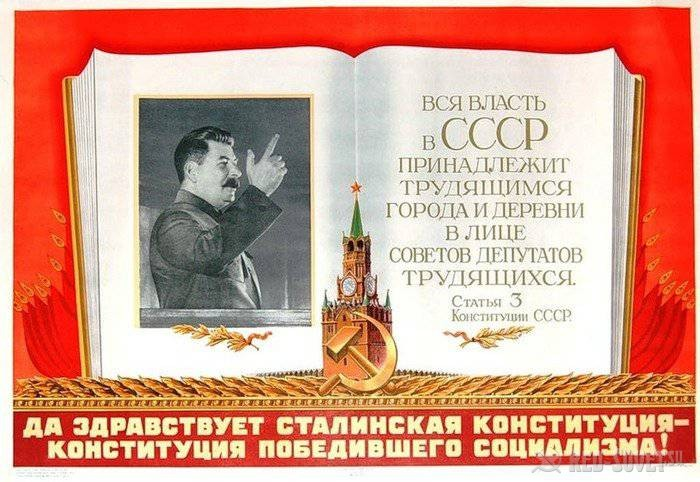 ВСЯ ВЛАСТЬ
В СССР
ПРИНАДЛЕЖИТ
ТРУДЯЩИМСЯ
ГОРОДА И ДЕРЕВНИ
В ЛИЦЕ
СОВЕТОВ ДЕПУТАТОВ
ТРУДЯЩИХСЯ.
Статья 3
Конституции СССР.
ДА ЗДРАВСТВУЕТ СТАЛИНСКАЯ КОНСТИТУЦИЯ–
КОНСТИТУЦИЯ ПОБЕДИВШЕГО СОЦИАЛИЗМА!
RED SOVET.SU